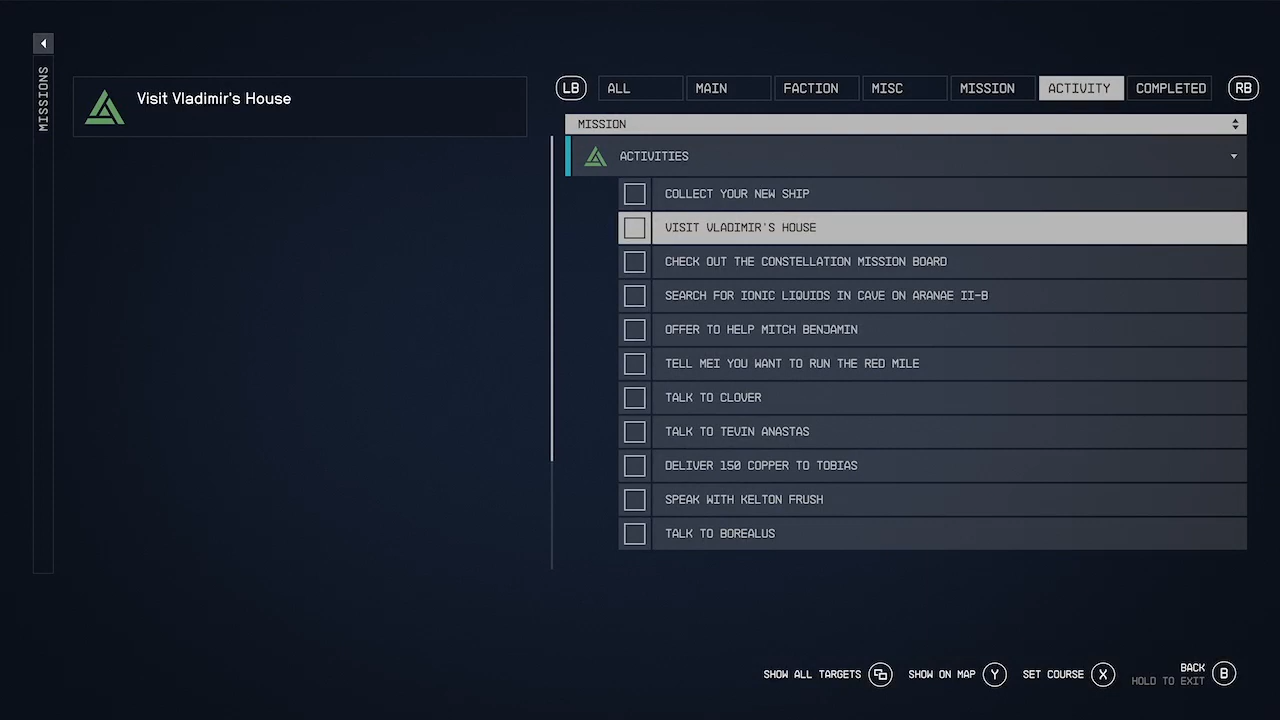 MISSIONS
Visit Vladimir's House
LB ALL MAIN FACTION MISC MISSION ACTIVITY COMPLETED RB
MISSION
ACTIVITIES
COLLECT YOUR NEW SHIP
VISIT VLADIMIR'S HOUSE
CHECK OUT THE CONSTELLATION MISSION BOARD
SEARCH FOR IONIC LIQUIDS IN CAVE ON ARANAE II-B
OFFER TO HELP MITCH BENJAMIN
TELL MEI YOU WANT TO RUN THE RED MILE
TALK TO CLOVER
TALK TO TEVIN ANASTAS
DELIVER 150 COPPER TO TOBIAS
SPEAK WITH KELTON FRUSH
TALK TO BOREALUS
SHOW ALL TARGETS SHOW ON MAP Y SET COURSE X BACK B
HOLD TO EXIT